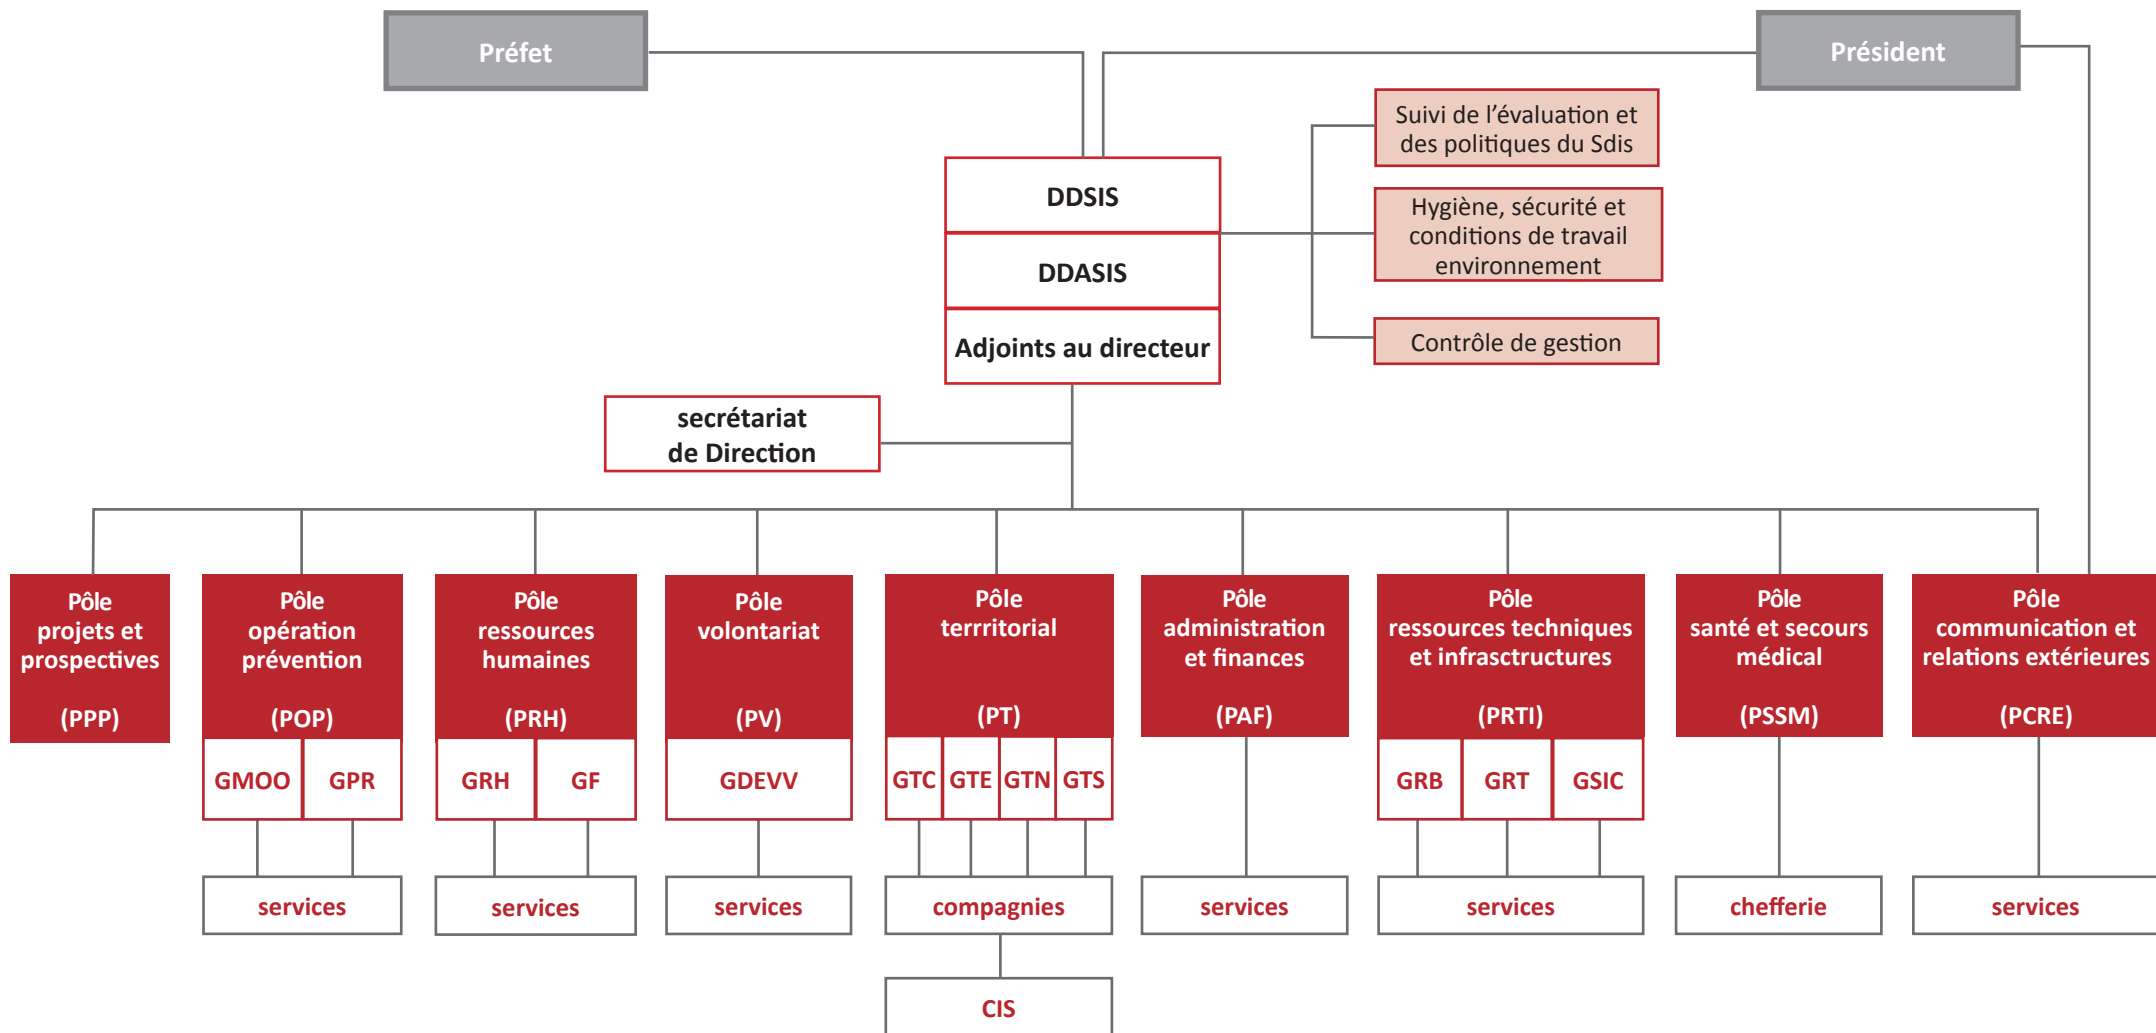 Préfet
Président
Suivi de l'évaluation et
des politiques du Sdis
Hygiène, sécurité et
conditions de travail
environnement
Contrôle de gestion
DDSIS
DDASIS
Adjoints au directeur
secrétariat
de Direction
Pôle
projets et
prospectives
(PPP)
Pôle
opération
prévention
(POP)
GMOO
GPR
services
Pôle
ressources
humaines
(PRH)
GRH
GF
services
Pôle
volontariat
(PV)
GDEVV
services
Pôle
terrritorial
(PT)
GTC
GTE
GTN
GTS
compagnies
CIS
Pôle
administration
et finances
(PAF)
services
Pôle
ressources techniques
et infrasctructures
(PRTI)
GRB
GRT
GSIC
services
Pôle
santé et secours
médical
(PSSM)
chefferie
Pôle
communication et
relations extérieures
(PCRE)
services